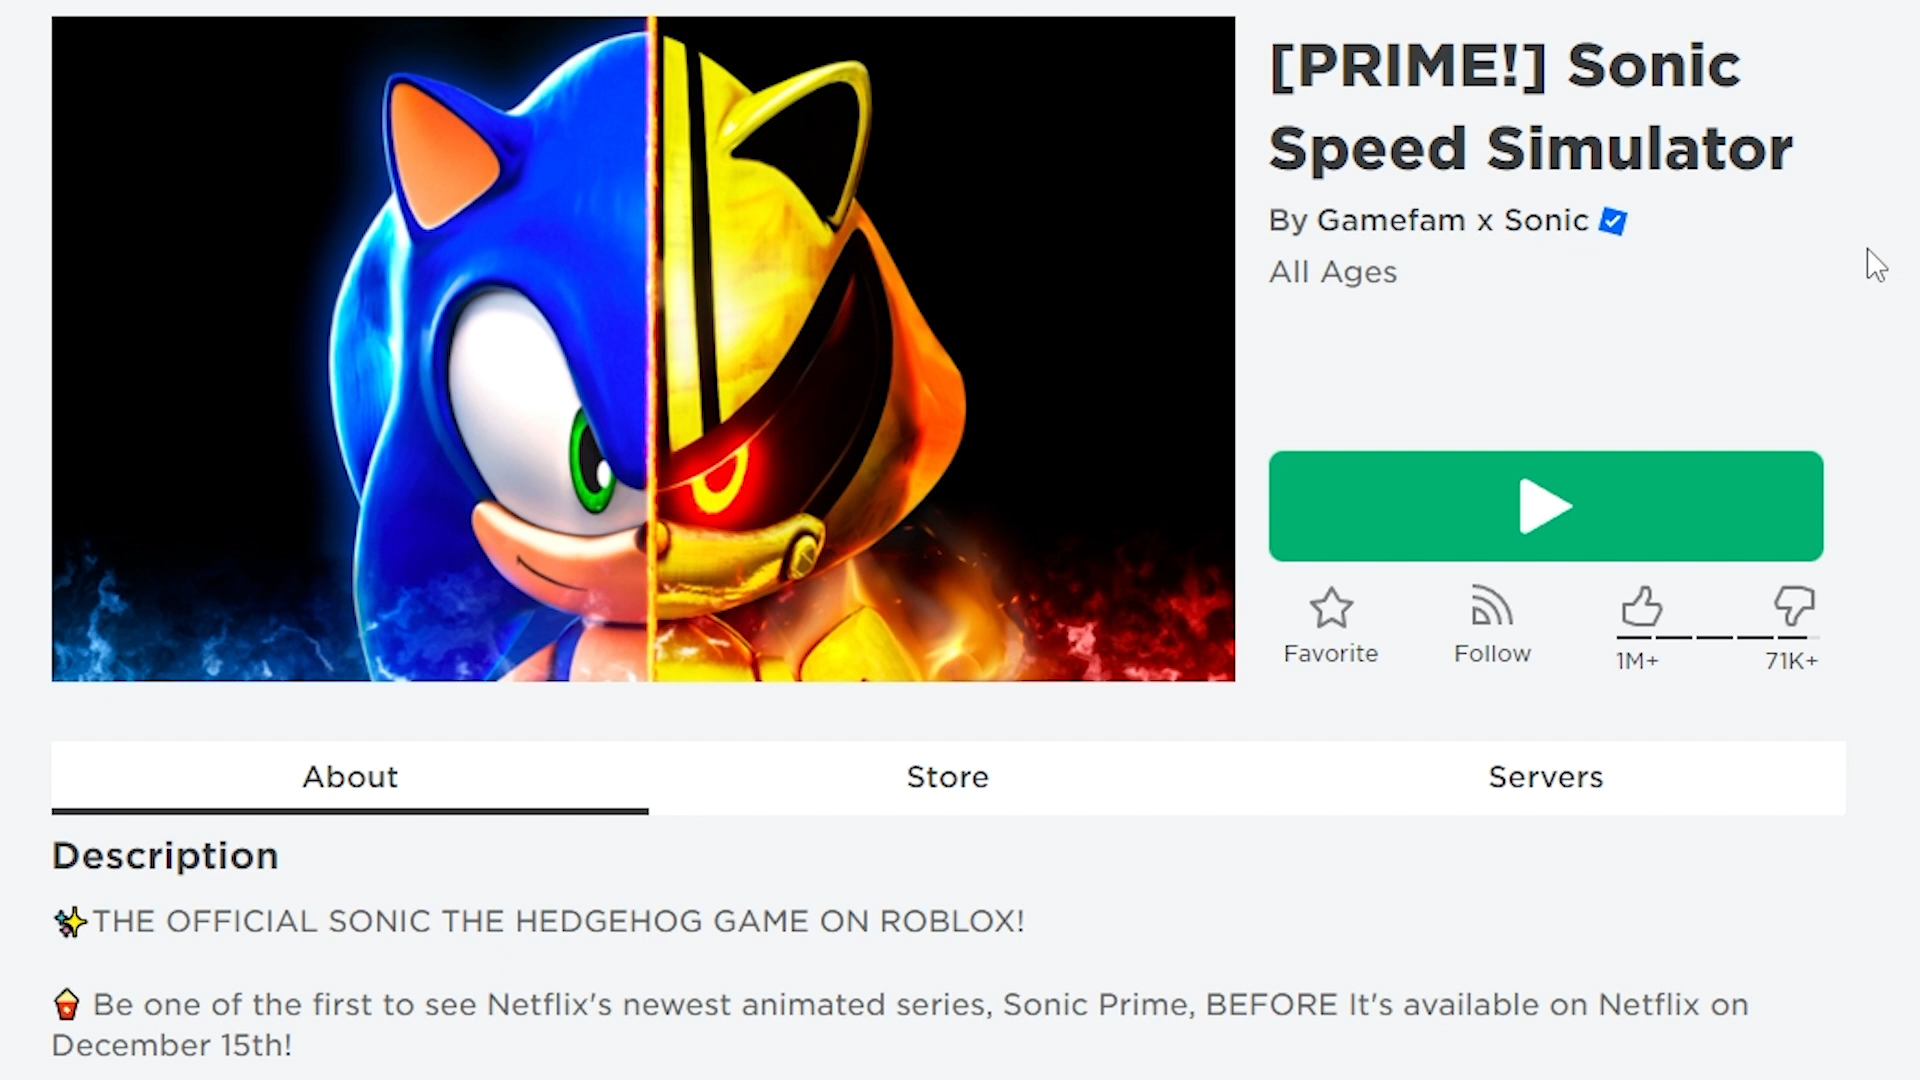 [PRIME!] Sonic
Speed Simulator
By Gamefam x Sonic
All Ages
Favorite
Follow
1M+
71K+
About
Store
Servers
Description
✨THE OFFICIAL SONIC THE HEDGEHOG GAME ON ROBLOX!
🍿 Be one of the first to see Netflix's newest animated series, Sonic Prime, BEFORE It's available on Netflix on
December 15th!